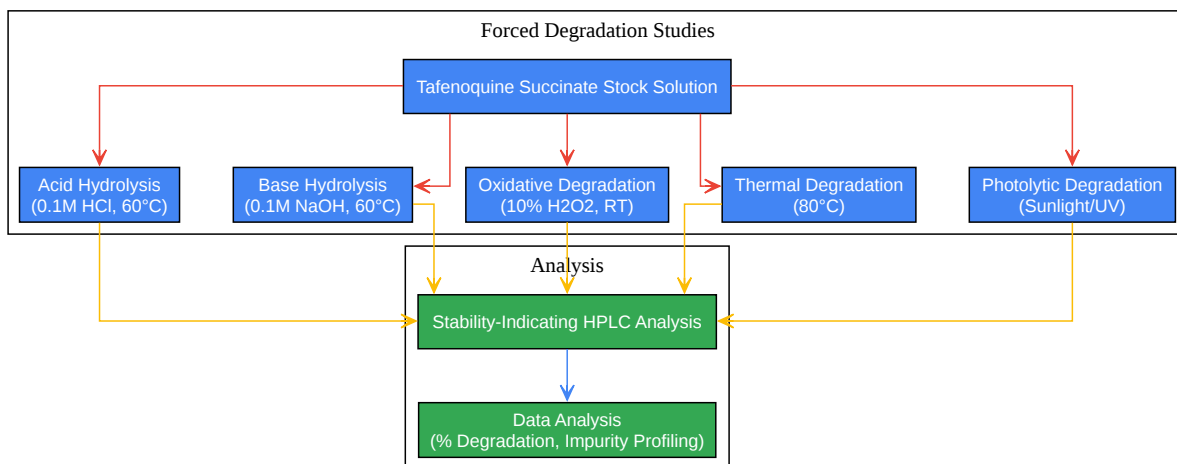 Forced Degradation Studies
Tafenoquine Succinate Stock Solution
Acid Hydrolysis
(0.1M HCl, 60°C)
Base Hydrolysis
(0.1M NaOH, 60°C)
Oxidative Degradation
(10% H2O2, RT)
Thermal Degradation
(80°C)
Photolytic Degradation
(Sunlight/UV)
Analysis
Stability-Indicating HPLC Analysis
Data Analysis
(% Degradation, Impurity Profiling)